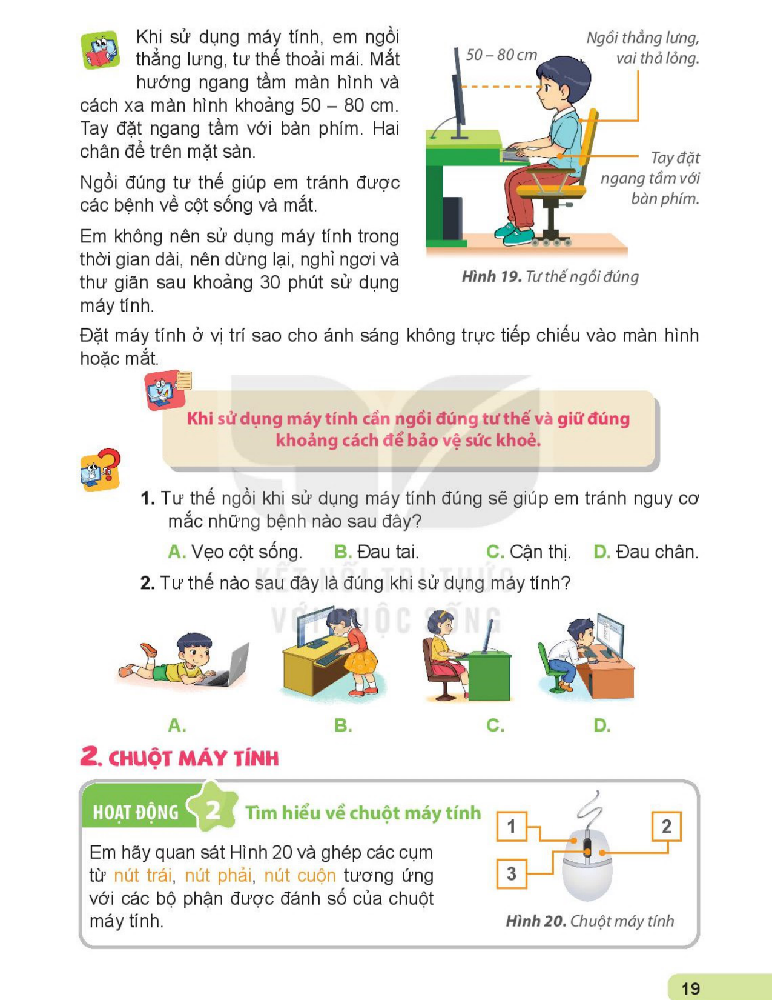 Khi sử dụng máy tính, em ngồi
thẳng lưng, tư thế thoải mái. Mắt
hướng ngang tầm màn hình và
cách xa màn hình khoảng 50 – 80 cm.
Tay đặt ngang tầm với bàn phím. Hai
chân để trên mặt sàn.
Ngồi đúng tư thế giúp em tránh được
các bệnh về cột sống và mắt.
Em không nên sử dụng máy tính trong
thời gian dài, nên dừng lại, nghỉ ngơi và
thư giãn sau khoảng 30 phút sử dụng
máy tính.
50 – 80 cm
Ngồi thẳng lưng,
vai thả lỏng.
Tay đặt
ngang tầm với
bàn phím.
Hình 19. Tư thế ngồi đúng
Đặt máy tính ở vị trí sao cho ánh sáng không trực tiếp chiếu vào màn hình
hoặc mắt.
Khi sử dụng máy tính cần ngồi đúng tư thế và giữ đúng
khoảng cách để bảo vệ sức khoẻ.
1. Tư thế ngồi khi sử dụng máy tính đúng sẽ giúp em tránh nguy cơ
mắc những bệnh nào sau đây?
A. Vẹo cột sống. B. Đau tai. C. Cận thị. D. Đau chân.
2. Tư thế nào sau đây là đúng khi sử dụng máy tính?
KẾT NỐI TRI THỨC
VỚI CUỘC SỐNG
A. B. C. D.
2. CHUỘT MÁY TÍNH
HOẠT ĐỘNG 2 Tìm hiểu về chuột máy tính
Em hãy quan sát Hình 20 và ghép các cụm
từ nút trái, nút phải, nút cuộn tương ứng
với các bộ phận được đánh số của chuột
máy tính.
1
2
3
Hình 20. Chuột máy tính
19